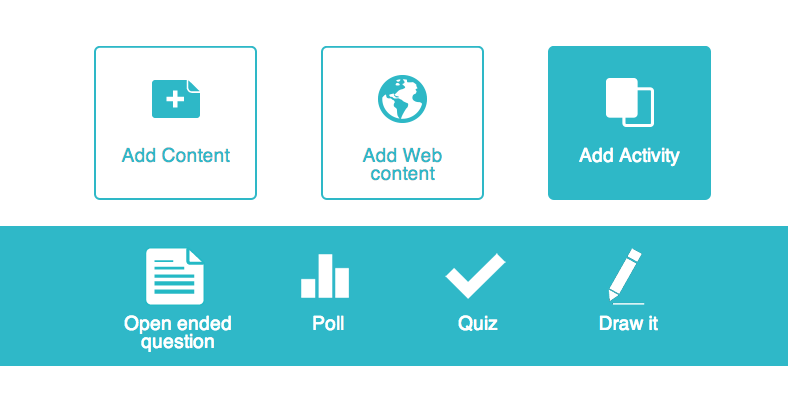 Add Content
Add Web
content
Add Activity
Open ended
question
Poll
Quiz
Draw it